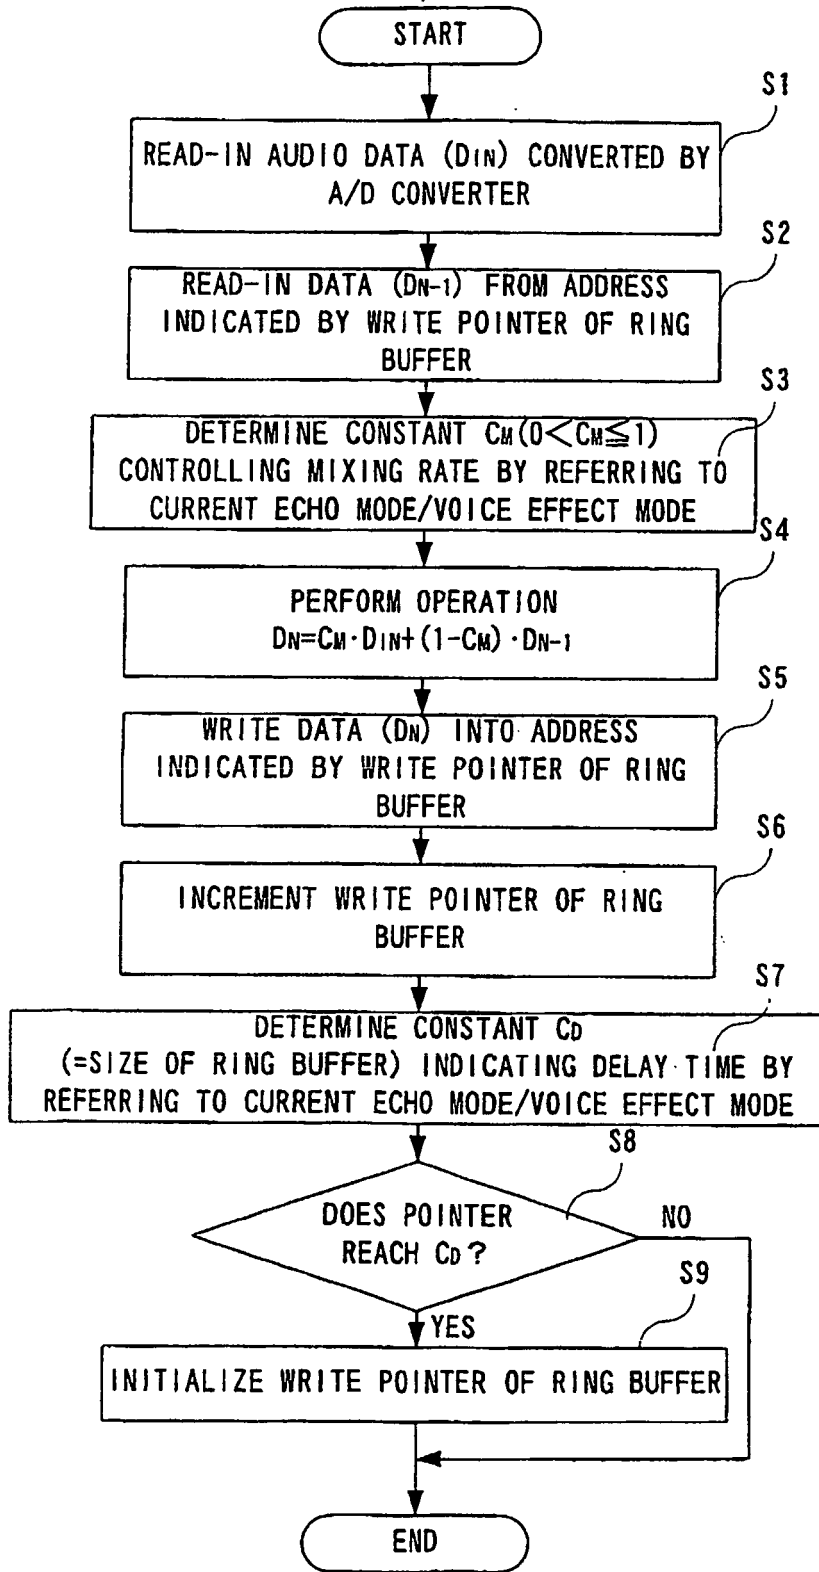 START
S1
READ-IN AUDIO DATA (DIN) CONVERTED BY
A/D CONVERTER
S2
READ-IN DATA (DN-1) FROM ADDRESS
INDICATED BY WRITE POINTER OF RING
BUFFER
S3
DETERMINE CONSTANT CM(0<CM≦1)
CONTROLLING MIXING RATE BY REFERRING TO
CURRENT ECHO MODE/VOICE EFFECT MODE
S4
PERFORM OPERATION
DN=CM·DIN+(1-CM)·DN-1
S5
WRITE DATA (DN) INTO ADDRESS
INDICATED BY WRITE POINTER OF RING
BUFFER
S6
INCREMENT WRITE POINTER OF RING
BUFFER
S7
DETERMINE CONSTANT CD
(=SIZE OF RING BUFFER) INDICATING DELAY TIME BY
REFERRING TO CURRENT ECHO MODE/VOICE EFFECT MODE
S8
DOES POINTER
REACH CD?
NO
YES
S9
INITIALIZE WRITE POINTER OF RING BUFFER
END